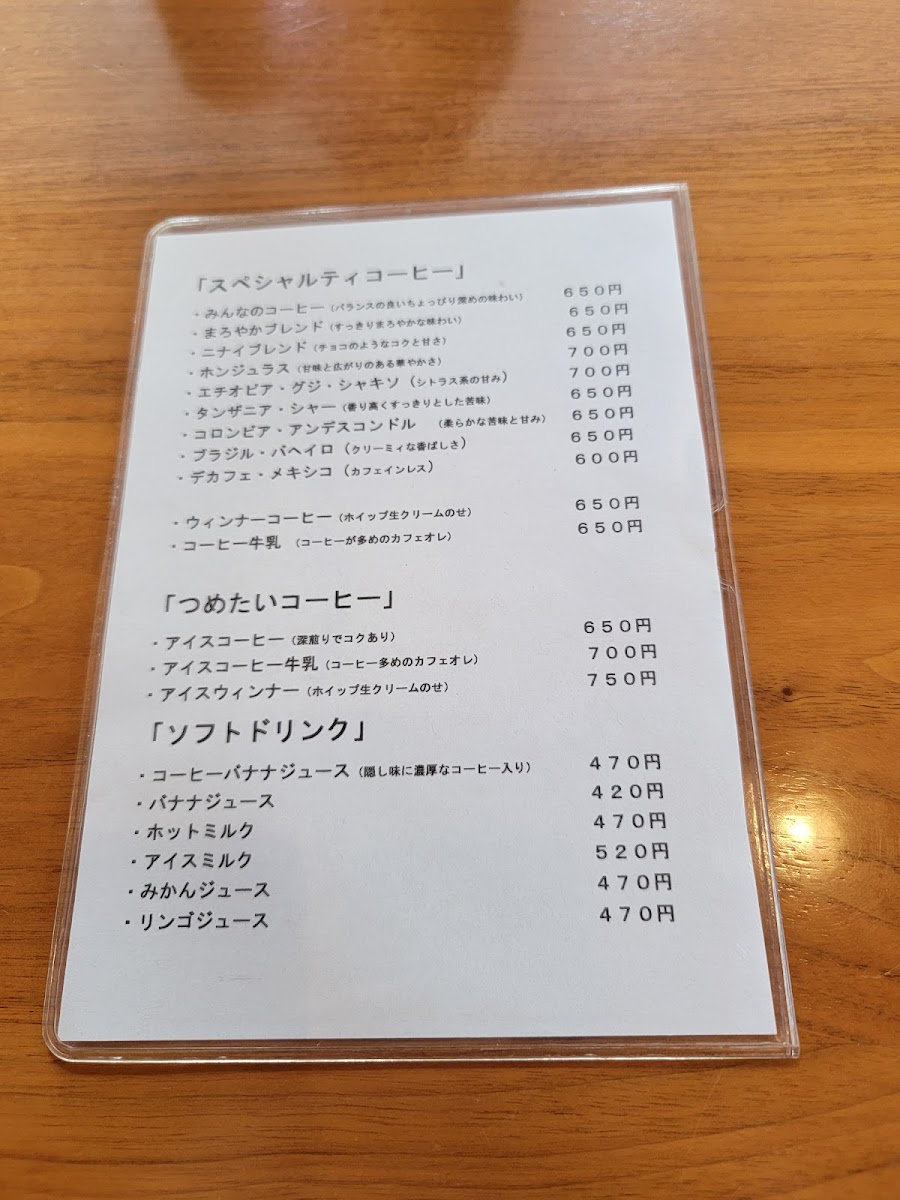 「スペシャルティコーヒー」
・みんなのコーヒー（バランスの良いちょっぴり深めの味わい） ６５０円
・まろやかブレンド（すっきりまろやかな味わい） ６５０円
・ニナイブレンド（チョコのようなコクと甘さ） ６５０円
・ホンジュラス（甘味と広がりのある華やかさ） ７００円
・エチオピア・グジ・シャキソ（シトラス系の甘み） ７００円
・タンザニア・シャー（香り高くすっきりとした苦味） ６５０円
・コロンビア・アンデスコンドル （柔らかな苦味と甘み） ６５０円
・ブラジル・バヘイロ（クリーミィな香ばしさ） ６５０円
・デカフェ・メキシコ（カフェインレス） ６００円
・ウィンナーコーヒー（ホイップ生クリームのせ） ６５０円
・コーヒー牛乳 （コーヒーが多めのカフェオレ） ６５０円
「つめたいコーヒー」
・アイスコーヒー（深煎りでコクあり） ６５０円
・アイスコーヒー牛乳（コーヒー多めのカフェオレ） ７００円
・アイスウィンナー（ホイップ生クリームのせ） ７５０円
「ソフトドリンク」
・コーヒーバナナジュース（隠し味に濃厚なコーヒー入り） ４７０円
・バナナジュース ４２０円
・ホットミルク ４７０円
・アイスミルク ５２０円
・みかんジュース ４７０円
・リンゴジュース ４７０円